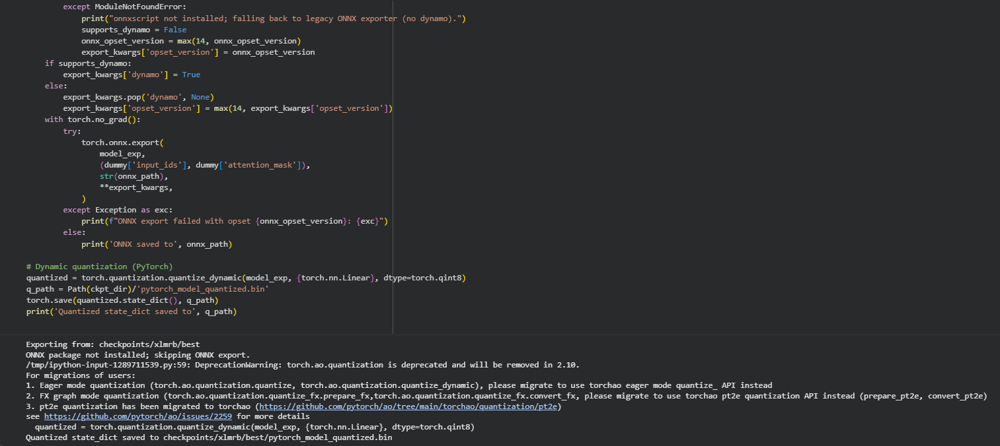 except ModuleNotFoundError:
            print("onnxscript not installed; falling back to legacy ONNX exporter (no dynamo).")
            supports_dynamo = False
            onnx_opset_version = max(14, onnx_opset_version)
            export_kwargs['opset_version'] = onnx_opset_version
    if supports_dynamo:
        export_kwargs['dynamo'] = True
    else:
        export_kwargs.pop('dynamo', None)
        export_kwargs['opset_version'] = max(14, export_kwargs['opset_version'])
    with torch.no_grad():
        try:
            torch.onnx.export(
                model_exp,
                (dummy['input_ids'], dummy['attention_mask']),
                str(onnx_path),
                **export_kwargs,
            )
        except Exception as exc:
            print(f"ONNX export failed with opset {onnx_opset_version}: {exc}")
        else:
            print('ONNX saved to', onnx_path)

# Dynamic quantization (PyTorch)
quantized = torch.quantization.quantize_dynamic(model_exp, {torch.nn.Linear}, dtype=torch.qint8)
q_path = Path(ckpt_dir)/'pytorch_model_quantized.bin'
torch.save(quantized.state_dict(), q_path)
print('Quantized state_dict saved to', q_path)

Exporting from: checkpoints/xlmrb/best
ONNX package not installed; skipping ONNX export.
/tmp/ipython-input-1289711539.py:59: DeprecationWarning: torch.ao.quantization is deprecated and will be removed in 2.10.
For migrations of users:
1. Eager mode quantization (torch.ao.quantization.quantize, torch.ao.quantization.quantize_dynamic), please migrate to use torchao eager mode quantize_ API instead
2. FX graph mode quantization (torch.ao.quantization.quantize_fx.prepare_fx,torch.ao.quantization.quantize_fx.convert_fx, please migrate to use torchao pt2e quantization API instead (prepare_pt2e, convert_pt2e)
3. pt2e quantization has been migrated to torchao (https://github.com/pytorch/ao/tree/main/torchao/quantization/pt2e)
see https://github.com/pytorch/ao/issues/2259 for more details
  quantized = torch.quantization.quantize_dynamic(model_exp, {torch.nn.Linear}, dtype=torch.qint8)
Quantized state_dict saved to checkpoints/xlmrb/best/pytorch_model_quantized.bin